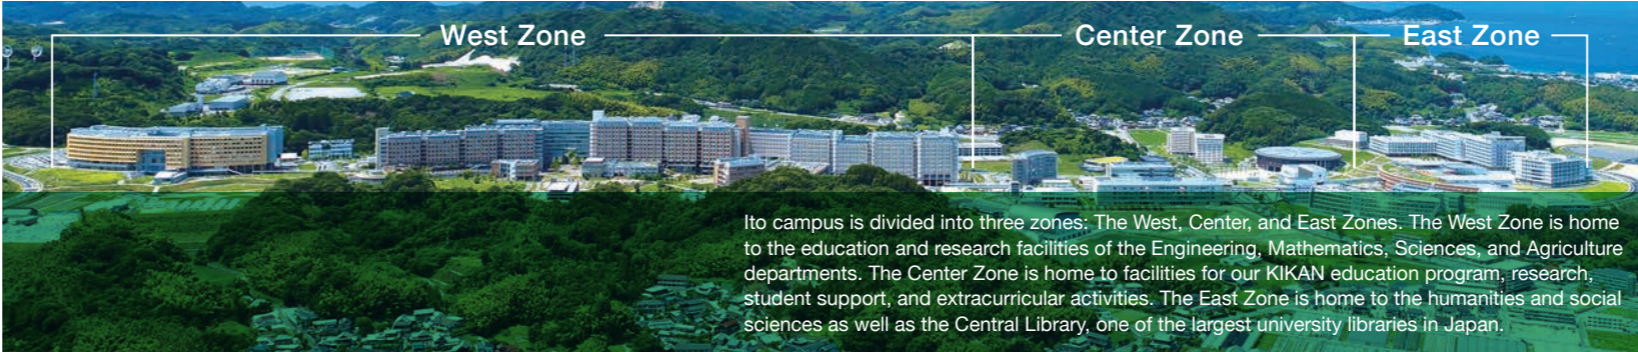 West Zone
Center Zone
East Zone
Ito campus is divided into three zones: The West, Center, and East Zones. The West Zone is home
to the education and research facilities of the Engineering, Mathematics, Sciences, and Agriculture
departments. The Center Zone is home to facilities for our KIKAN education program, research,
student support, and extracurricular activities. The East Zone is home to the humanities and social
sciences as well as the Central Library, one of the largest university libraries in Japan.